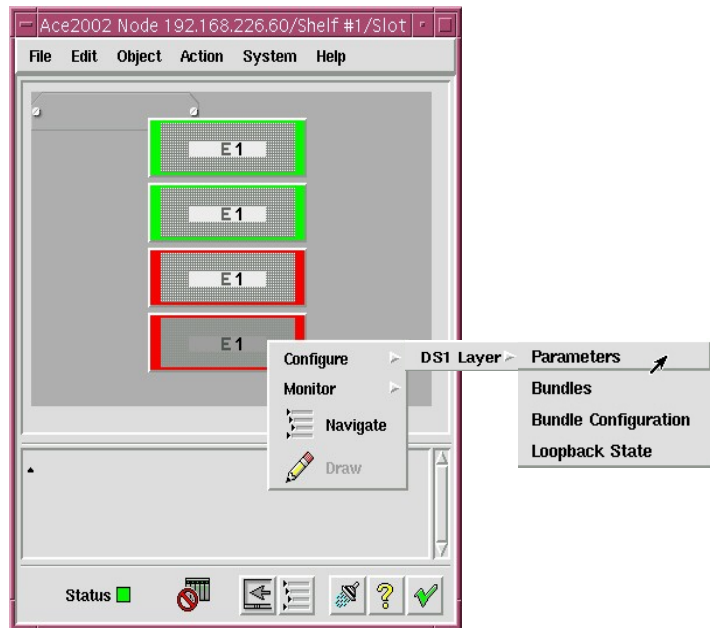 Ace2002 Node 192.168.226.60/Shelf #1/Slot
File Edit Object Action System Help
E1
E1
E1
E1
Configure
Monitor
Navigate
Draw
DS1 Layer
Parameters
Bundles
Bundle Configuration
Loopback State
Status